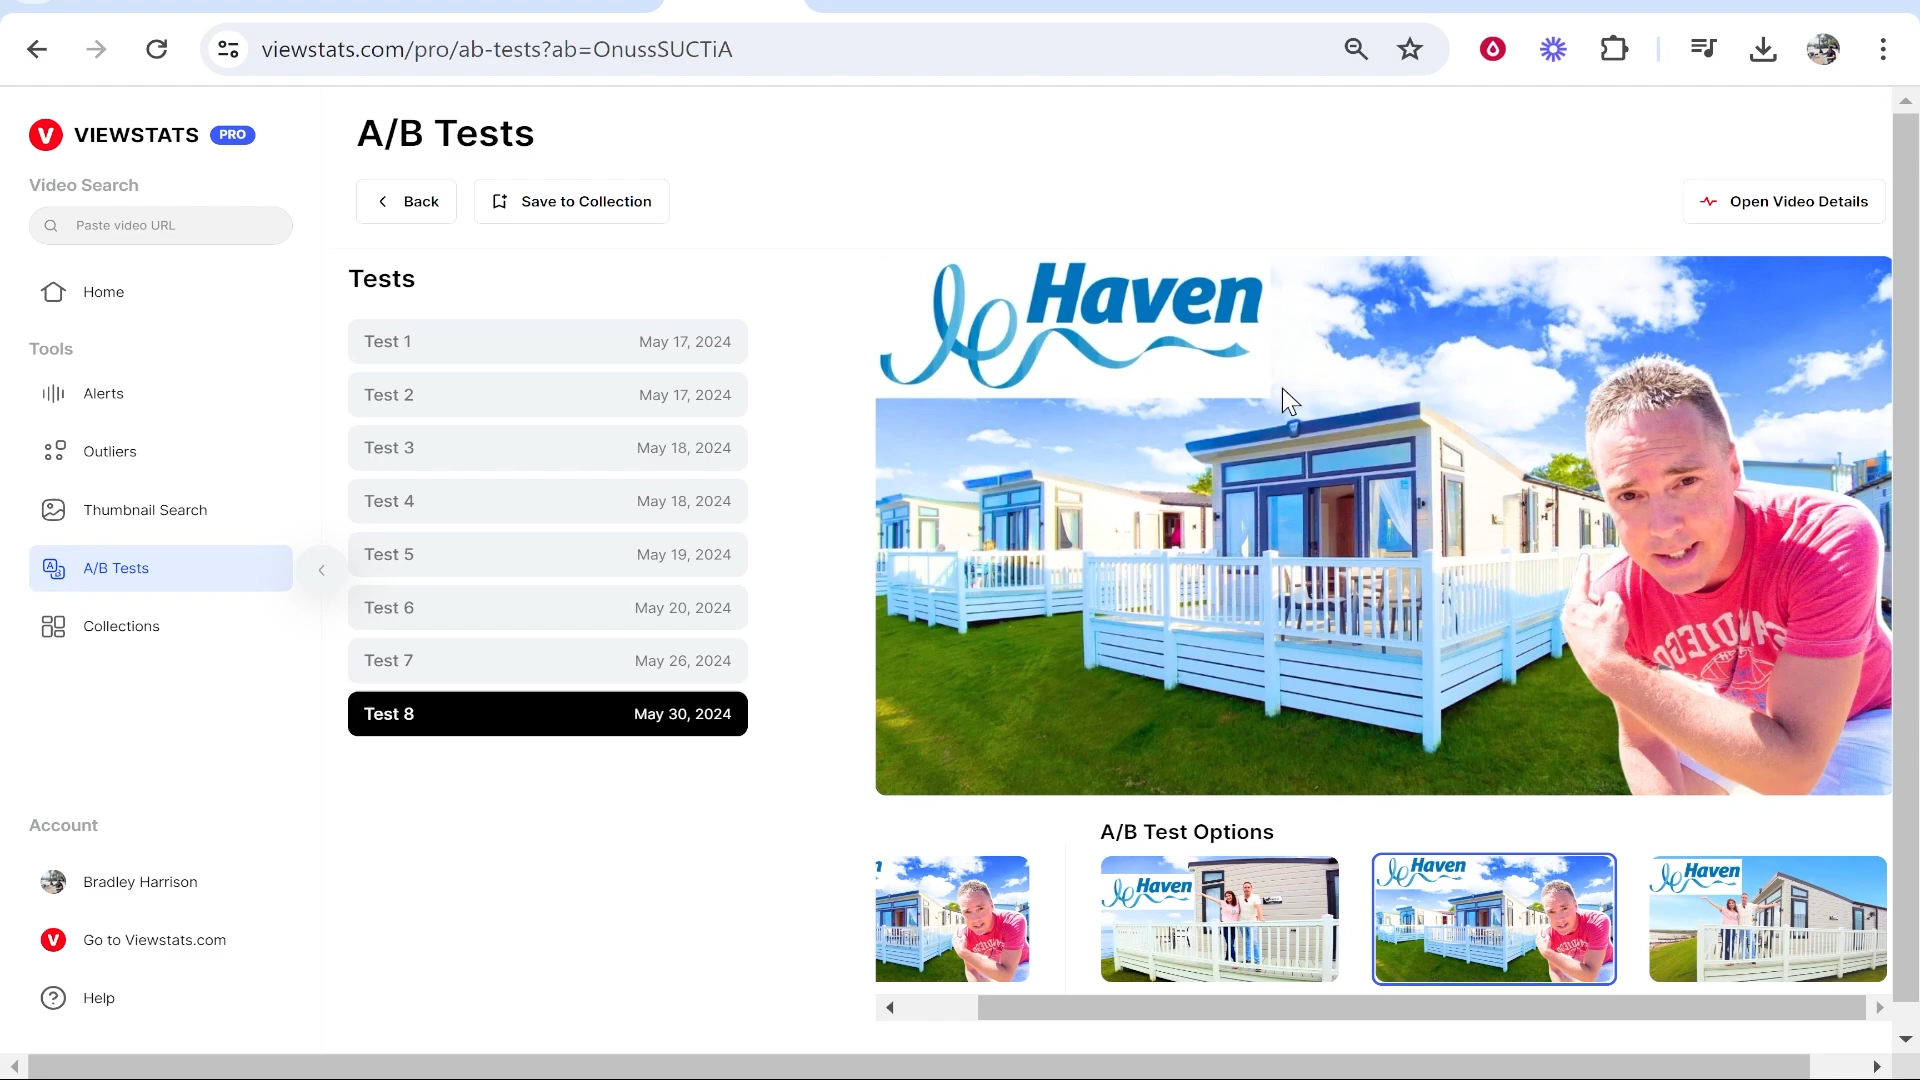 viewstats.com/pro/ab-tests?ab=OnussSUCTiA
V VIEWSTATS PRO
Video Search
Paste video URL
Home
Tools
Alerts
Outliers
Thumbnail Search
A/B Tests
Collections
Account
Bradley Harrison
V Go to Viewstats.com
Help
A/B Tests
Back
Save to Collection
Open Video Details
Tests
Test 1 May 17, 2024
Test 2 May 17, 2024
Test 3 May 18, 2024
Test 4 May 18, 2024
Test 5 May 19, 2024
Test 6 May 20, 2024
Test 7 May 26, 2024
Test 8 May 30, 2024
Haven
SAN DIEGO
A/B Test Options
Haven
Haven
Haven